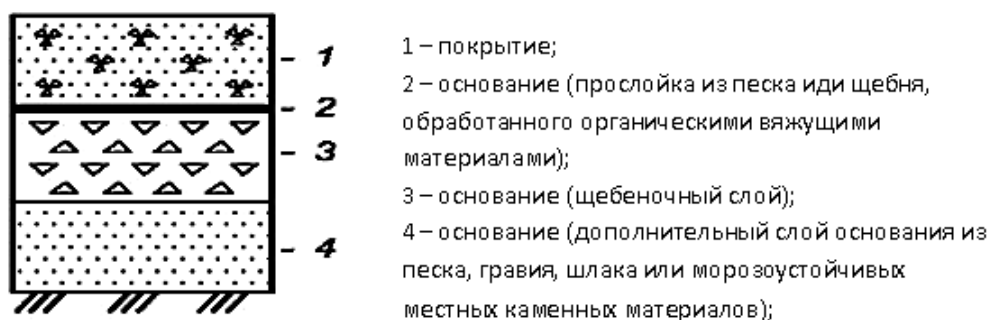 1
2
3
4
1 – покрытие;
2 – основание (прослойка из песка иди щебня,
обработанного органическими вяжущими
материалами);
3 – основание (щебеночный слой);
4 – основание (дополнительный слой основания из
песка, гравия, шлака или морозоустойчивых
местных каменных материалов);